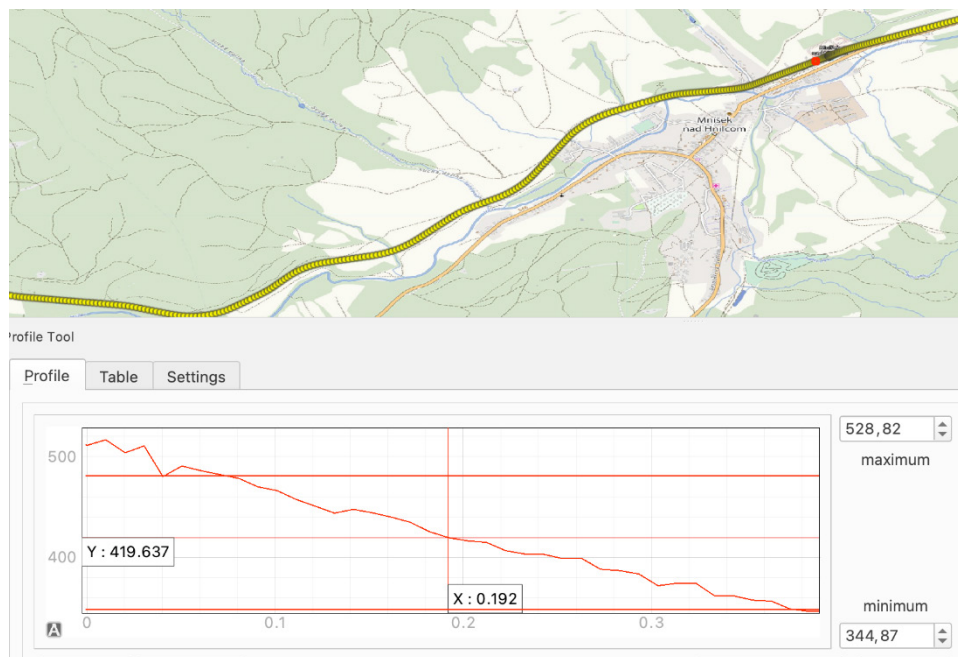 Mnisek
nad Hnilcom
Profile Tool
Profile
Table
Settings
528,82
maximum
500
400
Y : 419.637
X : 0.192
minimum
344,87
A
0
0.1
0.2
0.3